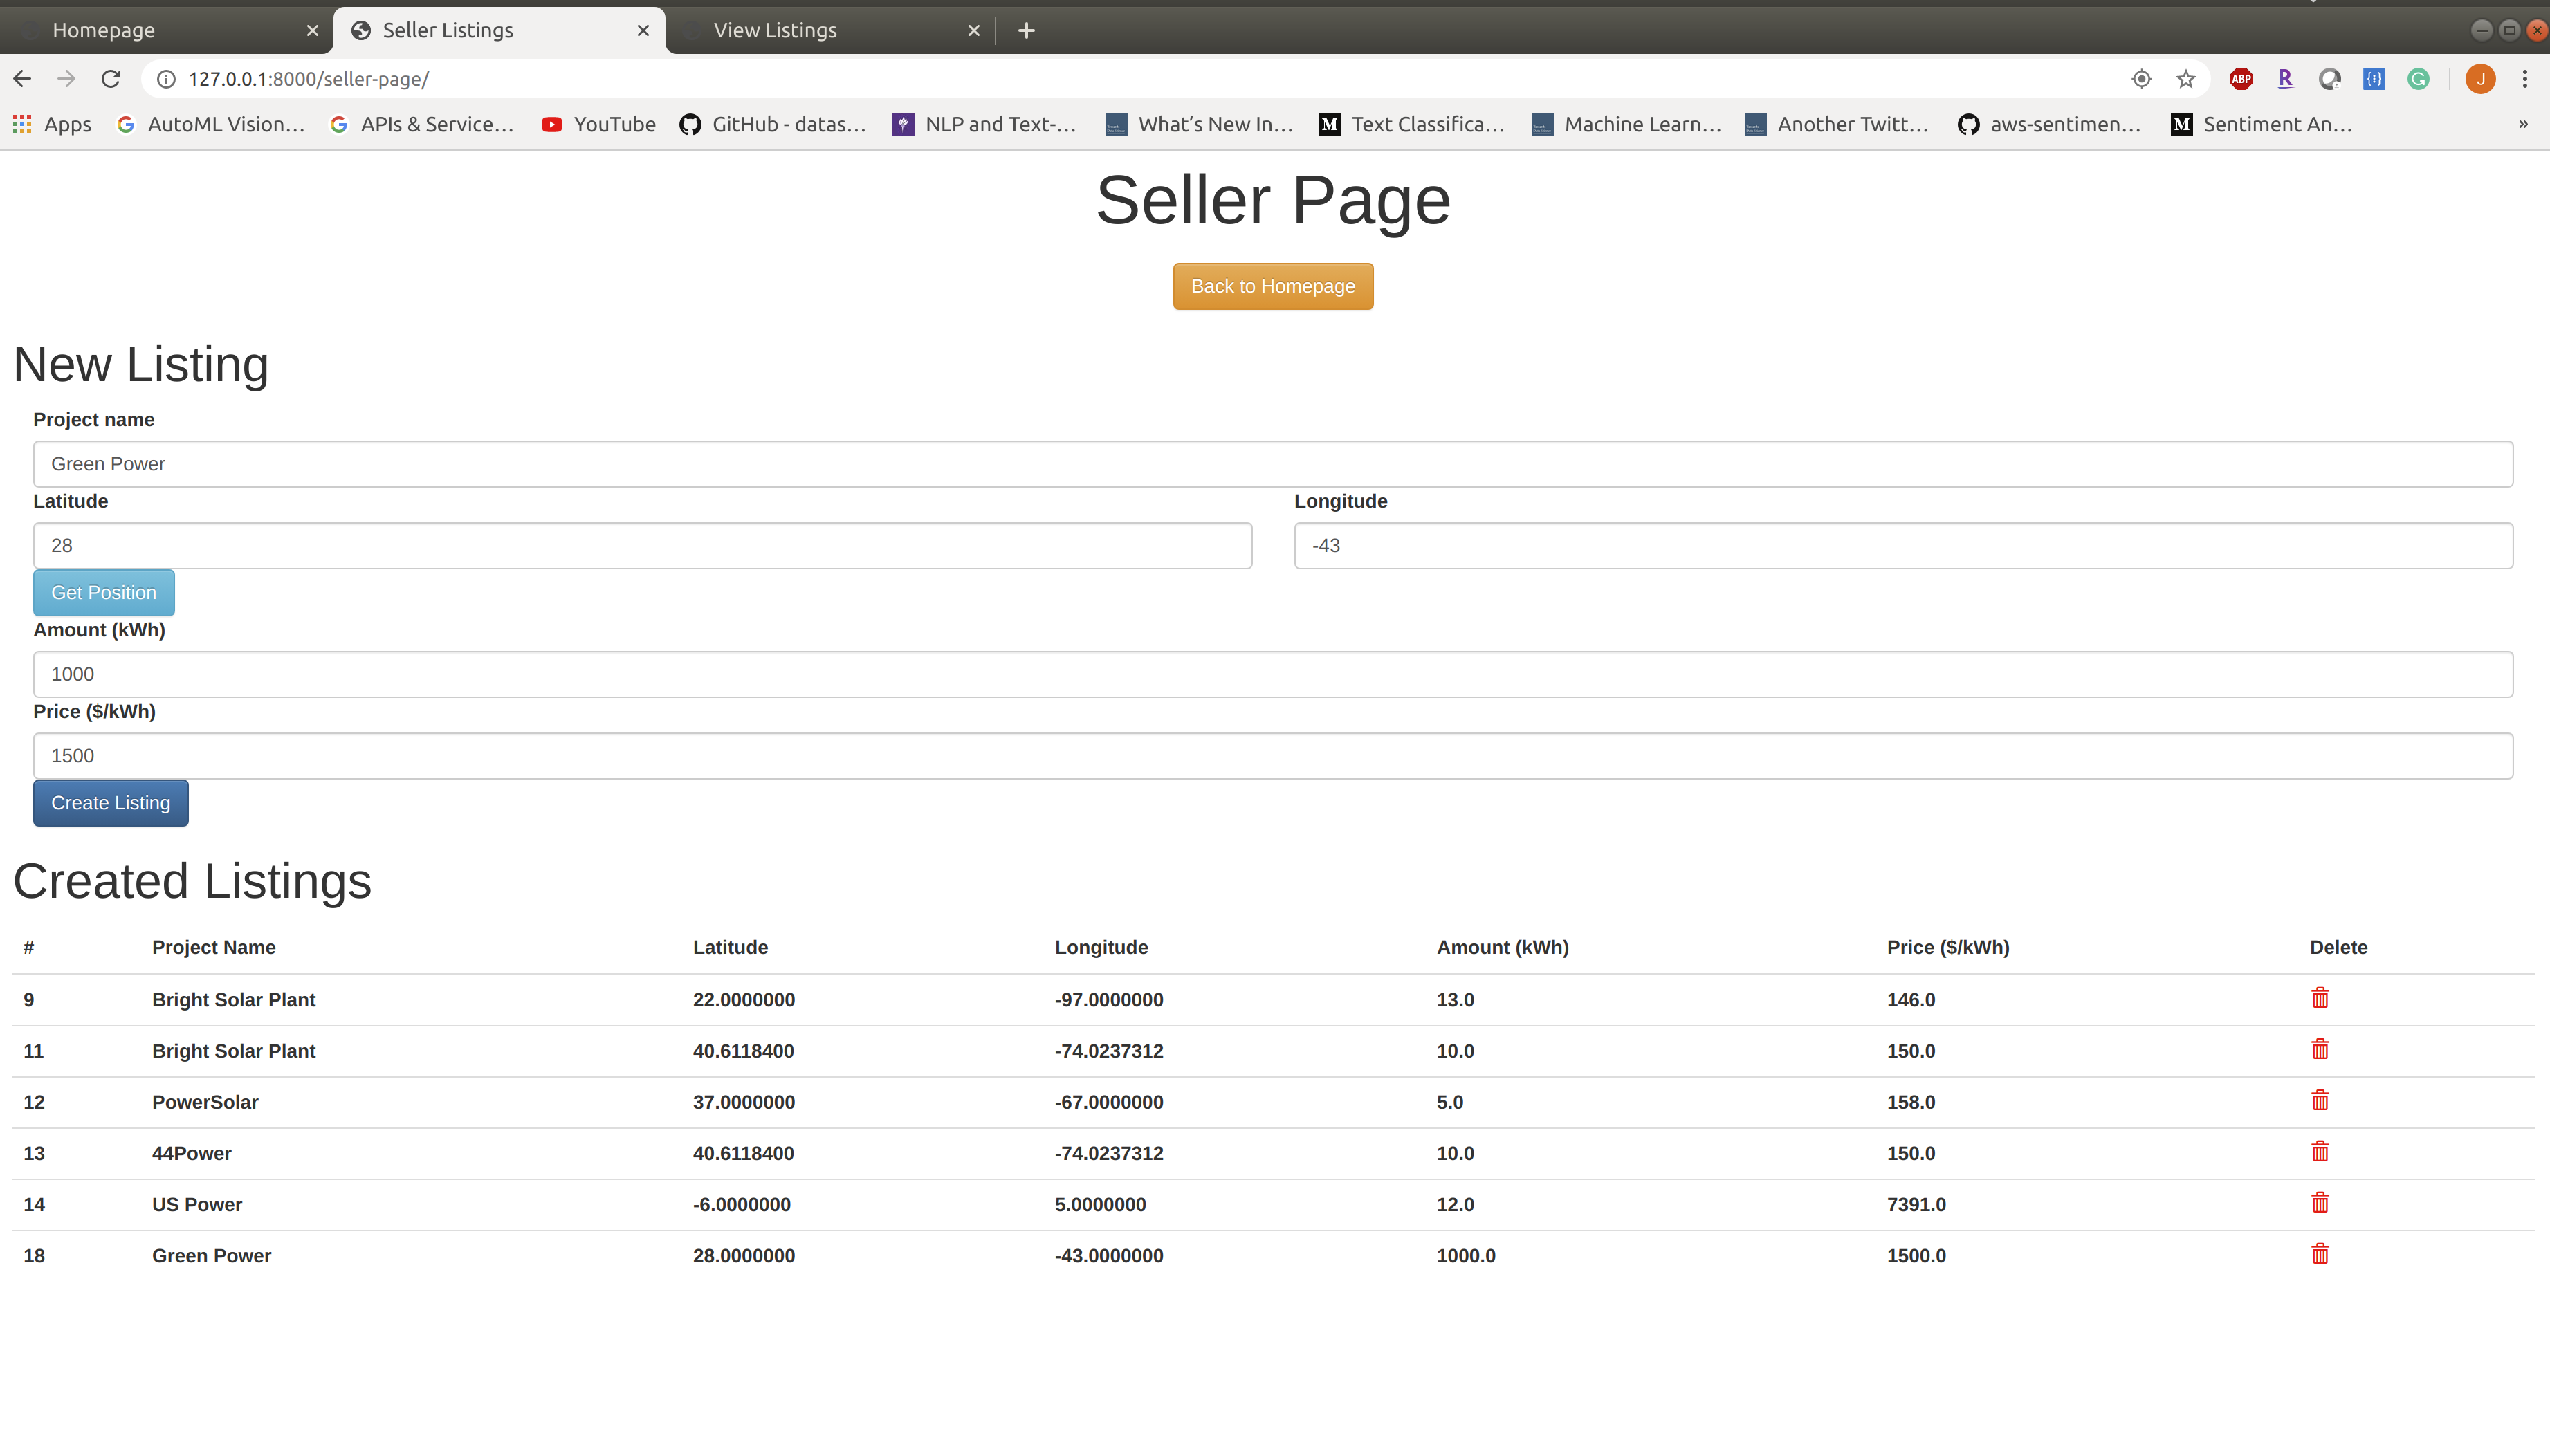 Homepage
Seller Listings
View Listings
127.0.0.1:8000/seller-page/
ABP
R
{:}
G
J
Apps
AutoML Vision…
APIs & Service…
YouTube
GitHub - datas…
NLP and Text-…
What’s New In…
M Text Classifica…
Machine Learn…
Another Twitt…
aws-sentimen…
M Sentiment An…
»
Seller Page
Back to Homepage
New Listing
Project name
Green Power
Latitude Longitude
28 -43
Get Position
Amount (kWh)
1000
Price ($/kWh)
1500
Create Listing
Created Listings
# Project Name Latitude Longitude Amount (kWh) Price ($/kWh) Delete
9 Bright Solar Plant 22.0000000 -97.0000000 13.0 146.0
11 Bright Solar Plant 40.6118400 -74.0237312 10.0 150.0
12 PowerSolar 37.0000000 -67.0000000 5.0 158.0
13 44Power 40.6118400 -74.0237312 10.0 150.0
14 US Power -6.0000000 5.0000000 12.0 7391.0
18 Green Power 28.0000000 -43.0000000 1000.0 1500.0